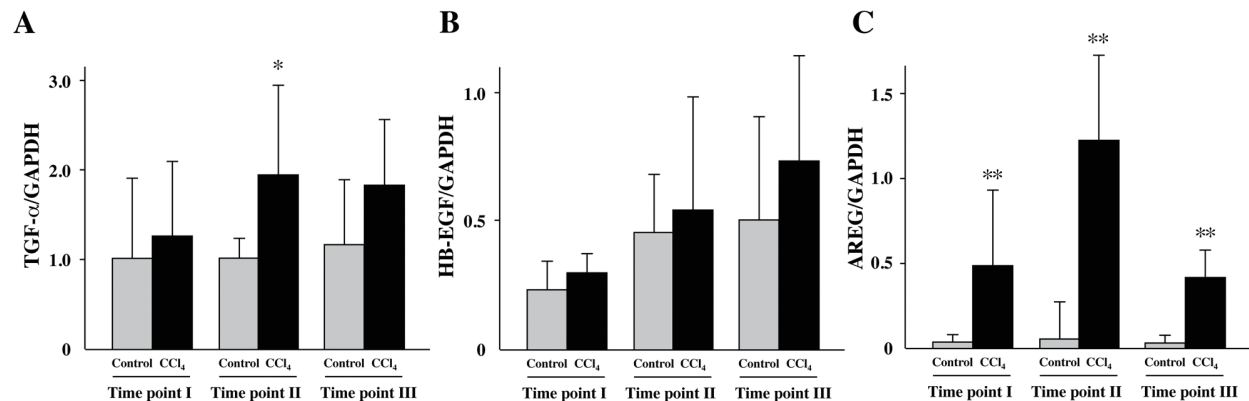 A
TGF-α/GAPDH
3.0
2.0
1.0
0
*
Control CCl₄ Control CCl₄ Control CCl₄
Time point I Time point II Time point III
B
HB-EGF/GAPDH
1.0
0.5
0
Control CCl₄ Control CCl₄ Control CCl₄
Time point I Time point II Time point III
C
AREG/GAPDH
1.5
1.0
0.5
0
**
**
**
Control CCl₄ Control CCl₄ Control CCl₄
Time point I Time point II Time point III